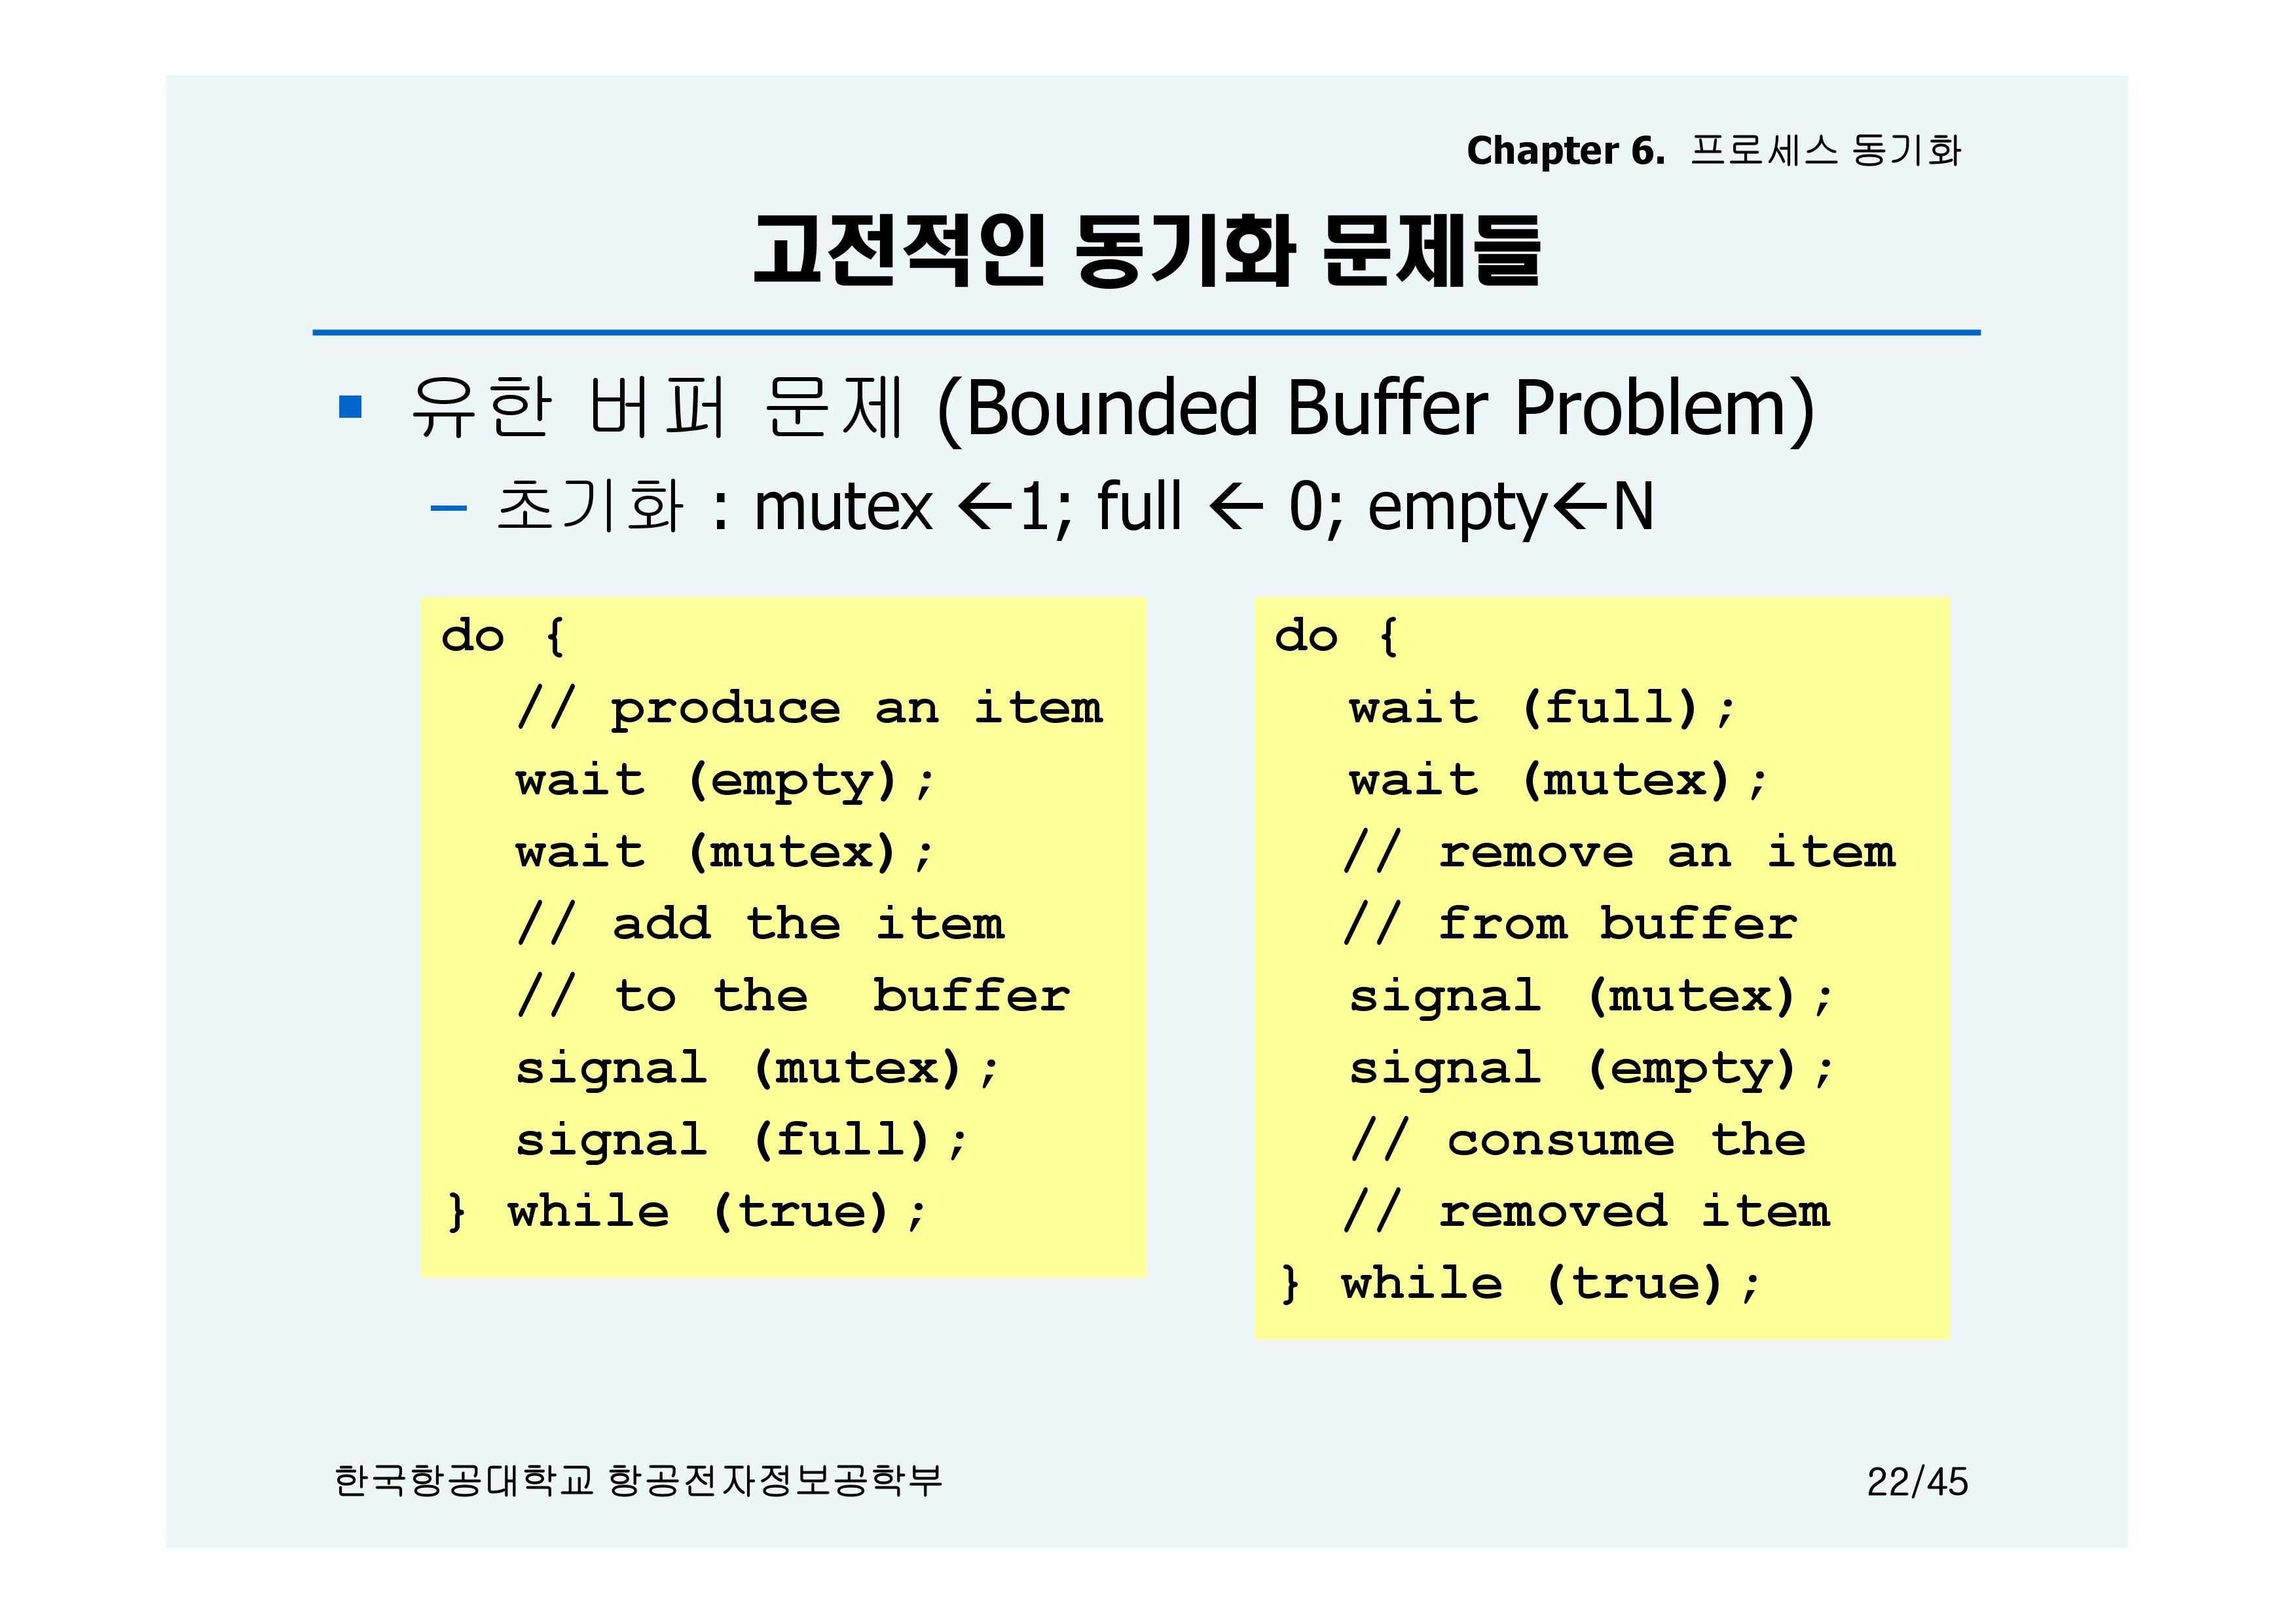 Chapter 6. 프로세스 동기화
고전적인 동기화 문제들
▪ 유한 버퍼 문제 (Bounded Buffer Problem)
– 초기화 : mutex ←1; full ← 0; empty←N
do {
// produce an item
wait (empty);
wait (mutex);
// add the item
// to the  buffer
signal (mutex);
signal (full);
} while (true);
do {
wait (full);
wait (mutex);
// remove an item
// from buffer
signal (mutex);
signal (empty);
// consume the
// removed item
} while (true);
한국항공대학교 항공전자정보공학부
22/45